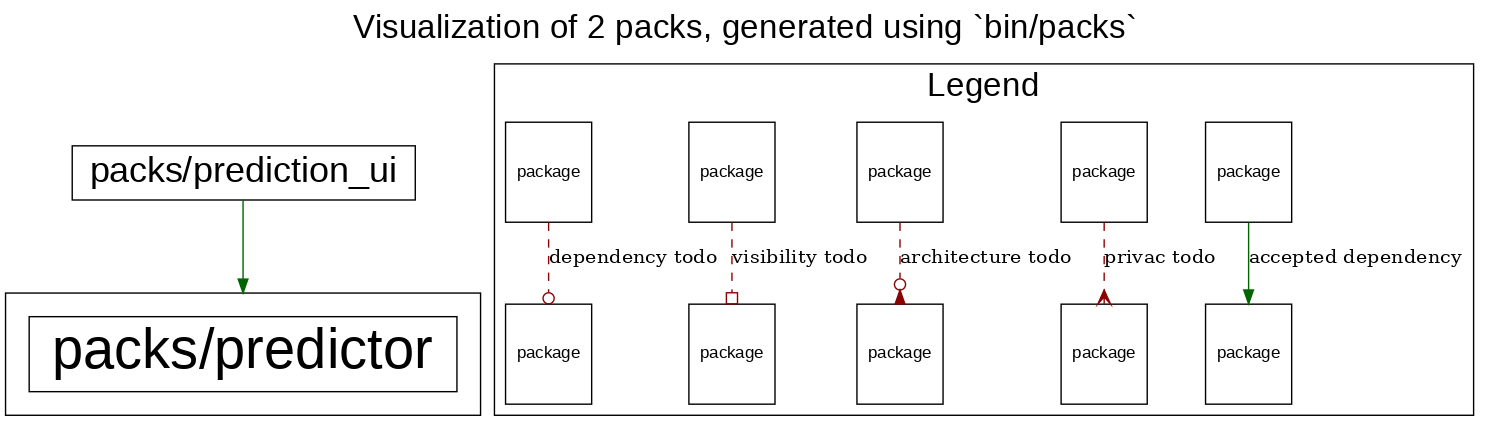 Visualization of 2 packs, generated using `bin/packs`
packs/prediction_ui
packs/predictor
Legend
package package package package package
dependency todo visibility todo architecture todo privac todo accepted dependency
package package package package package